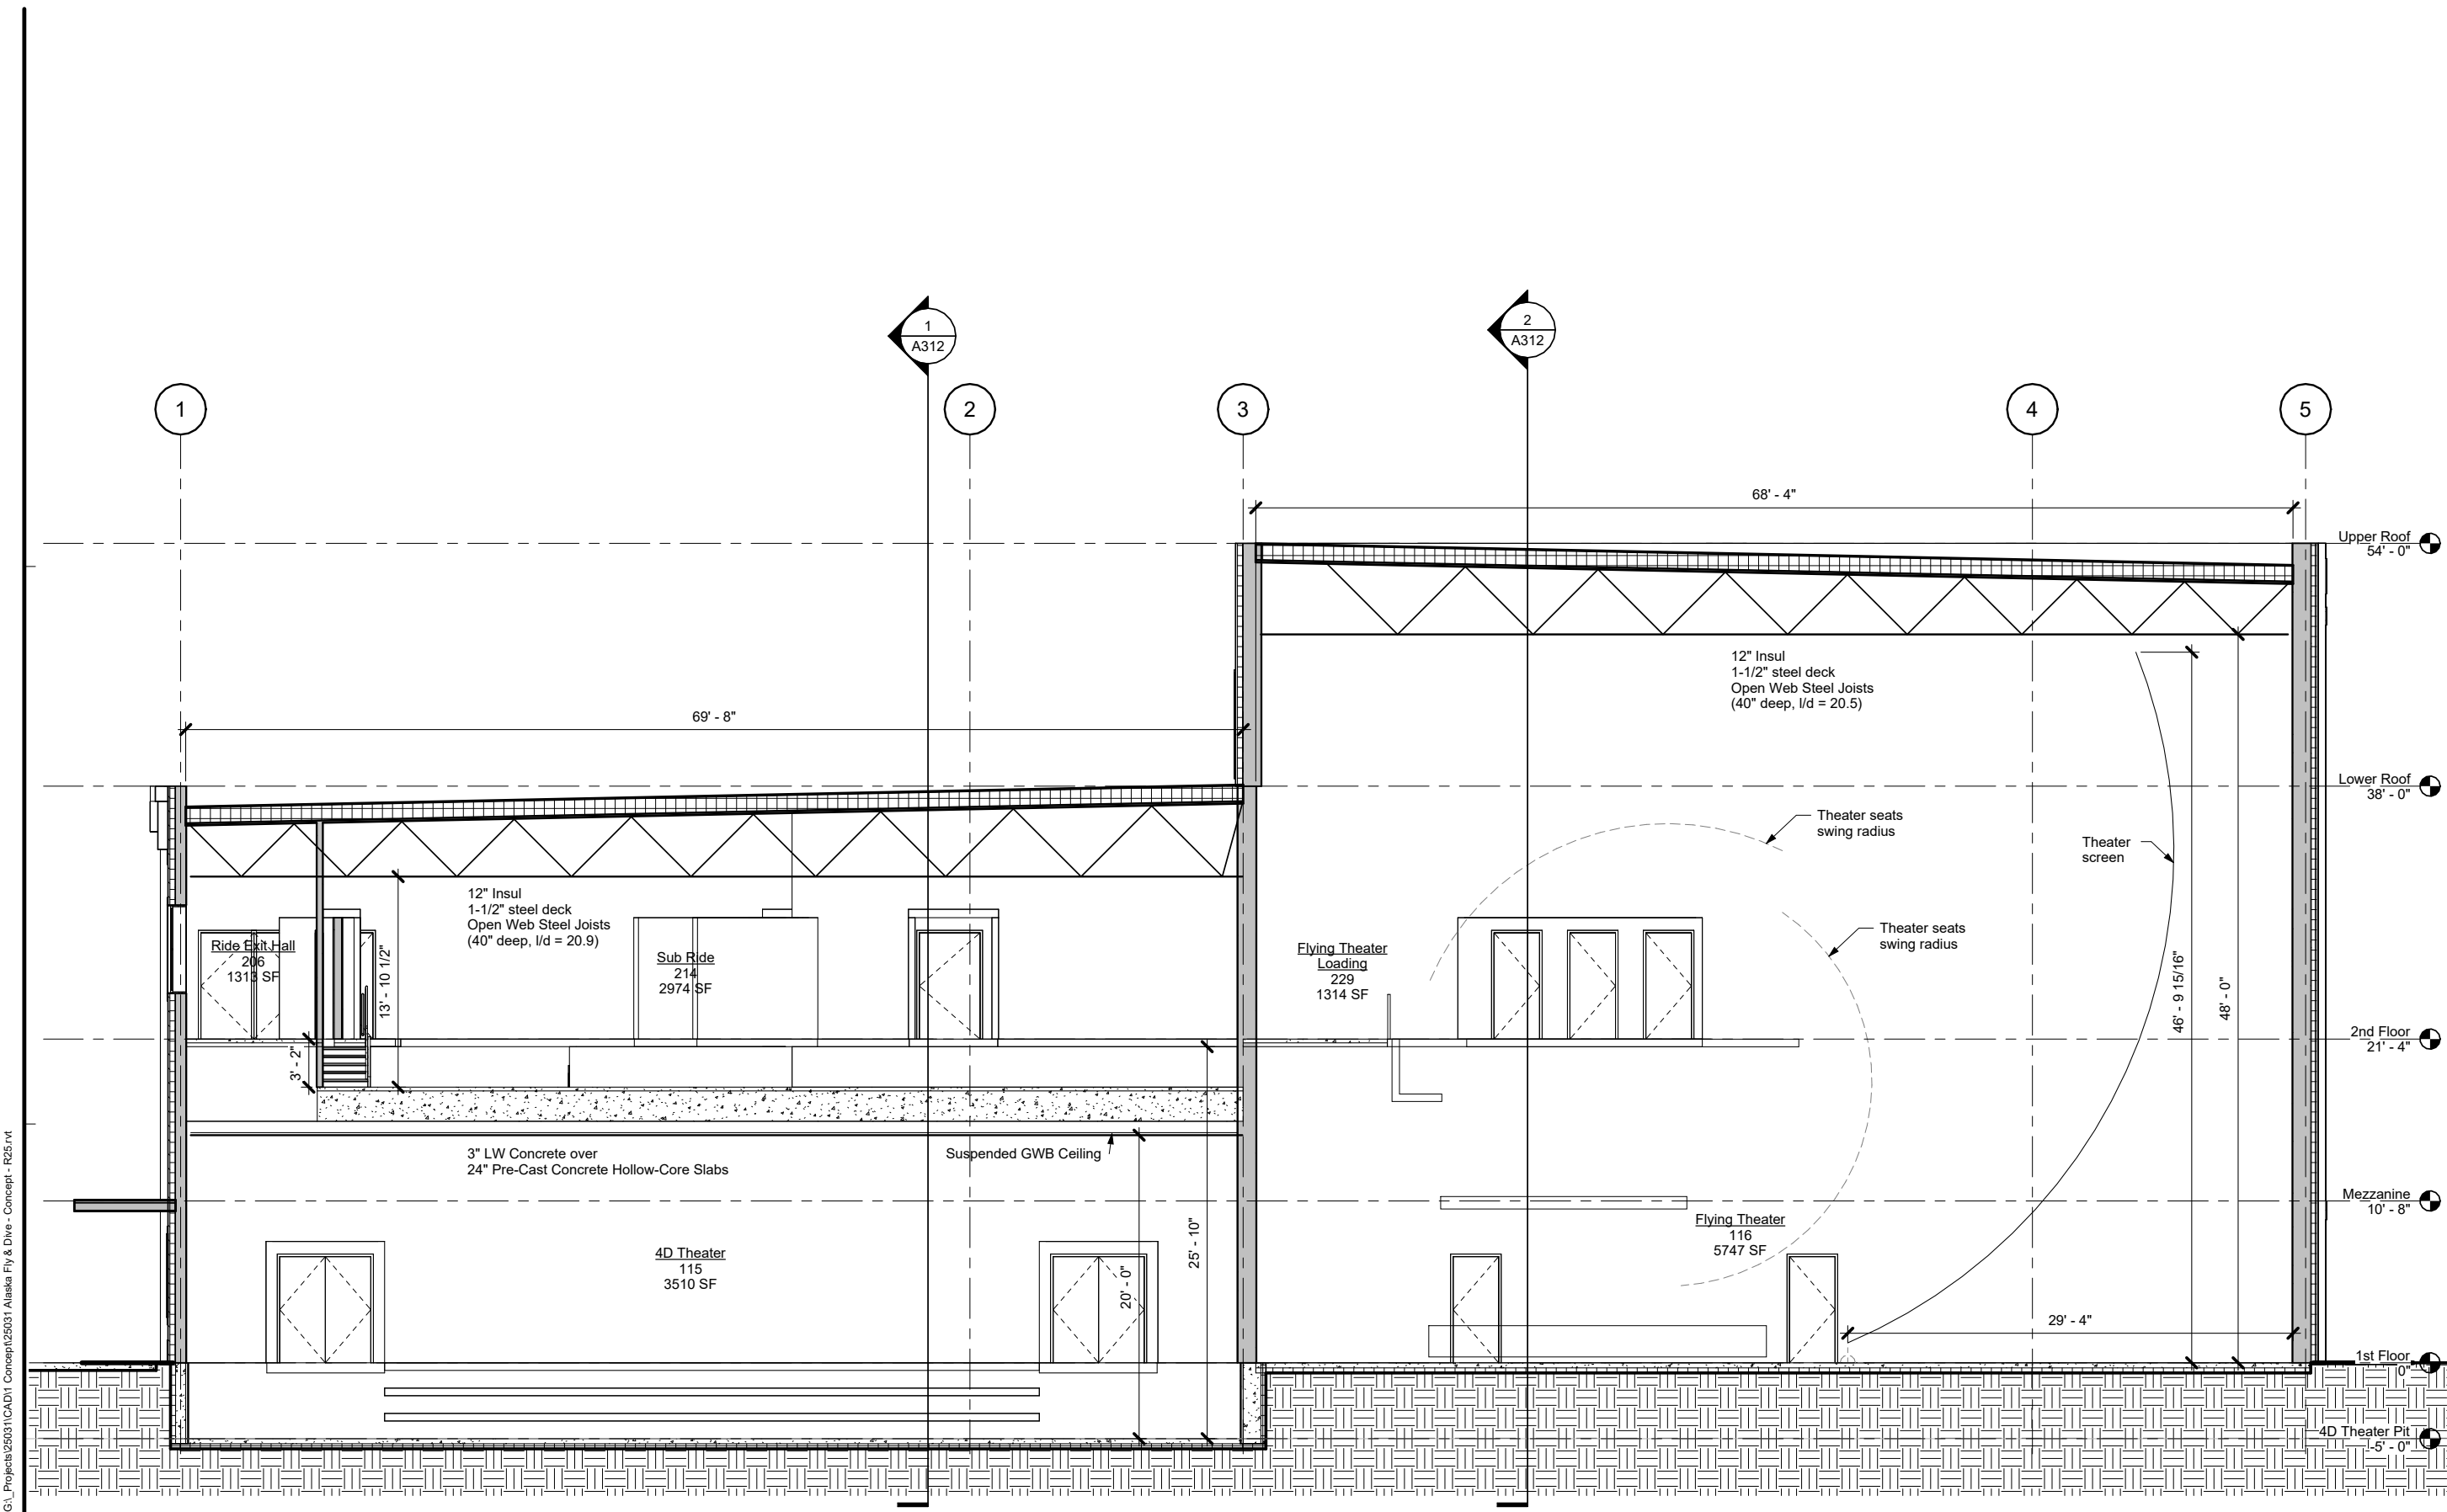 1
A312
2
A312
1
2
3
4
5
68' - 4"
Upper Roof
54' - 0"
12" Insul
1-1/2" steel deck
Open Web Steel Joists
(40" deep, l/d = 20.5)
69' - 8"
Lower Roof
38' - 0"
Theater seats
swing radius
Theater
screen
12" Insul
1-1/2" steel deck
Open Web Steel Joists
(40" deep, l/d = 20.9)
Theater seats
swing radius
Ride Exit Hall
206
1313 SF
13' - 10 1/2"
Sub Ride
214
2974 SF
Flying Theater
Loading
229
1314 SF
46' - 9 15/16"
48' - 0"
2nd Floor
21' - 4"
3' - 2"
3" LW Concrete over
24" Pre-Cast Concrete Hollow-Core Slabs
Suspended GWB Ceiling
Mezzanine
10' - 8"
4D Theater
115
3510 SF
20' - 0"
25' - 10"
Flying Theater
116
5747 SF
29' - 4"
1st Floor
0"
4D Theater Pit
-5' - 0"
G:\_Projects\25031\CAD\1 Concept\25031 Alaska Fly & Dive - Concept - R25.rvt